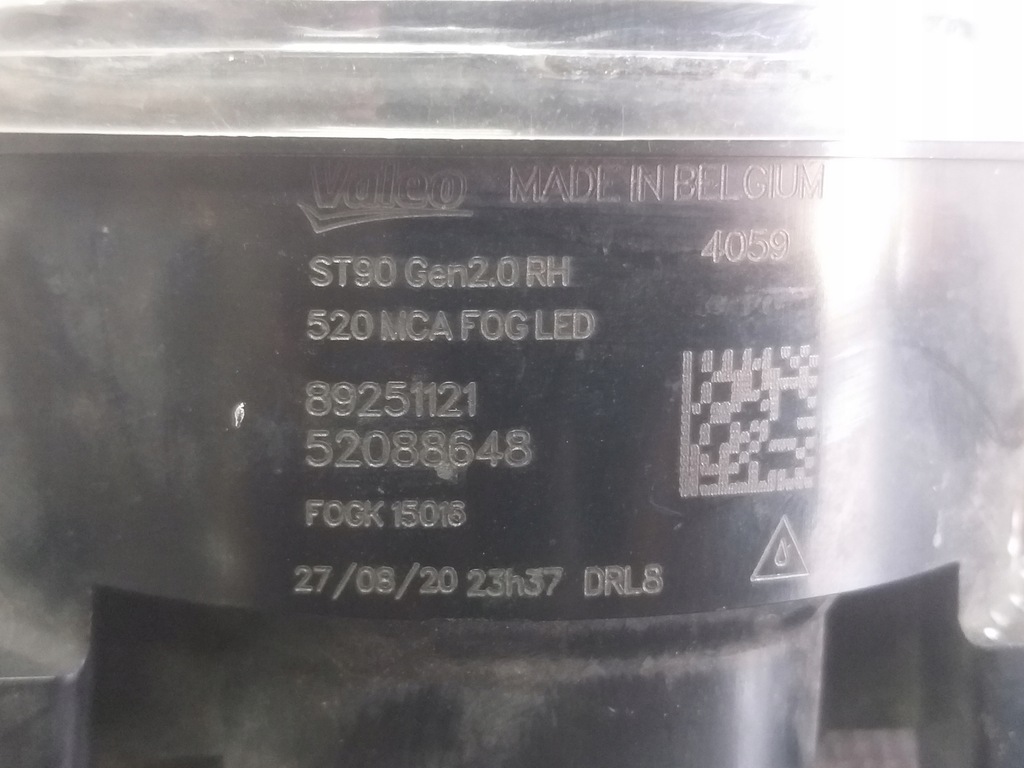 Valeo MADE IN BELGIUM
4059
ST90 Gen2.0 RH
520 MCA FOG LED
89251121
52088648
FOGK 15016
27/08/20 23h37 DRL8